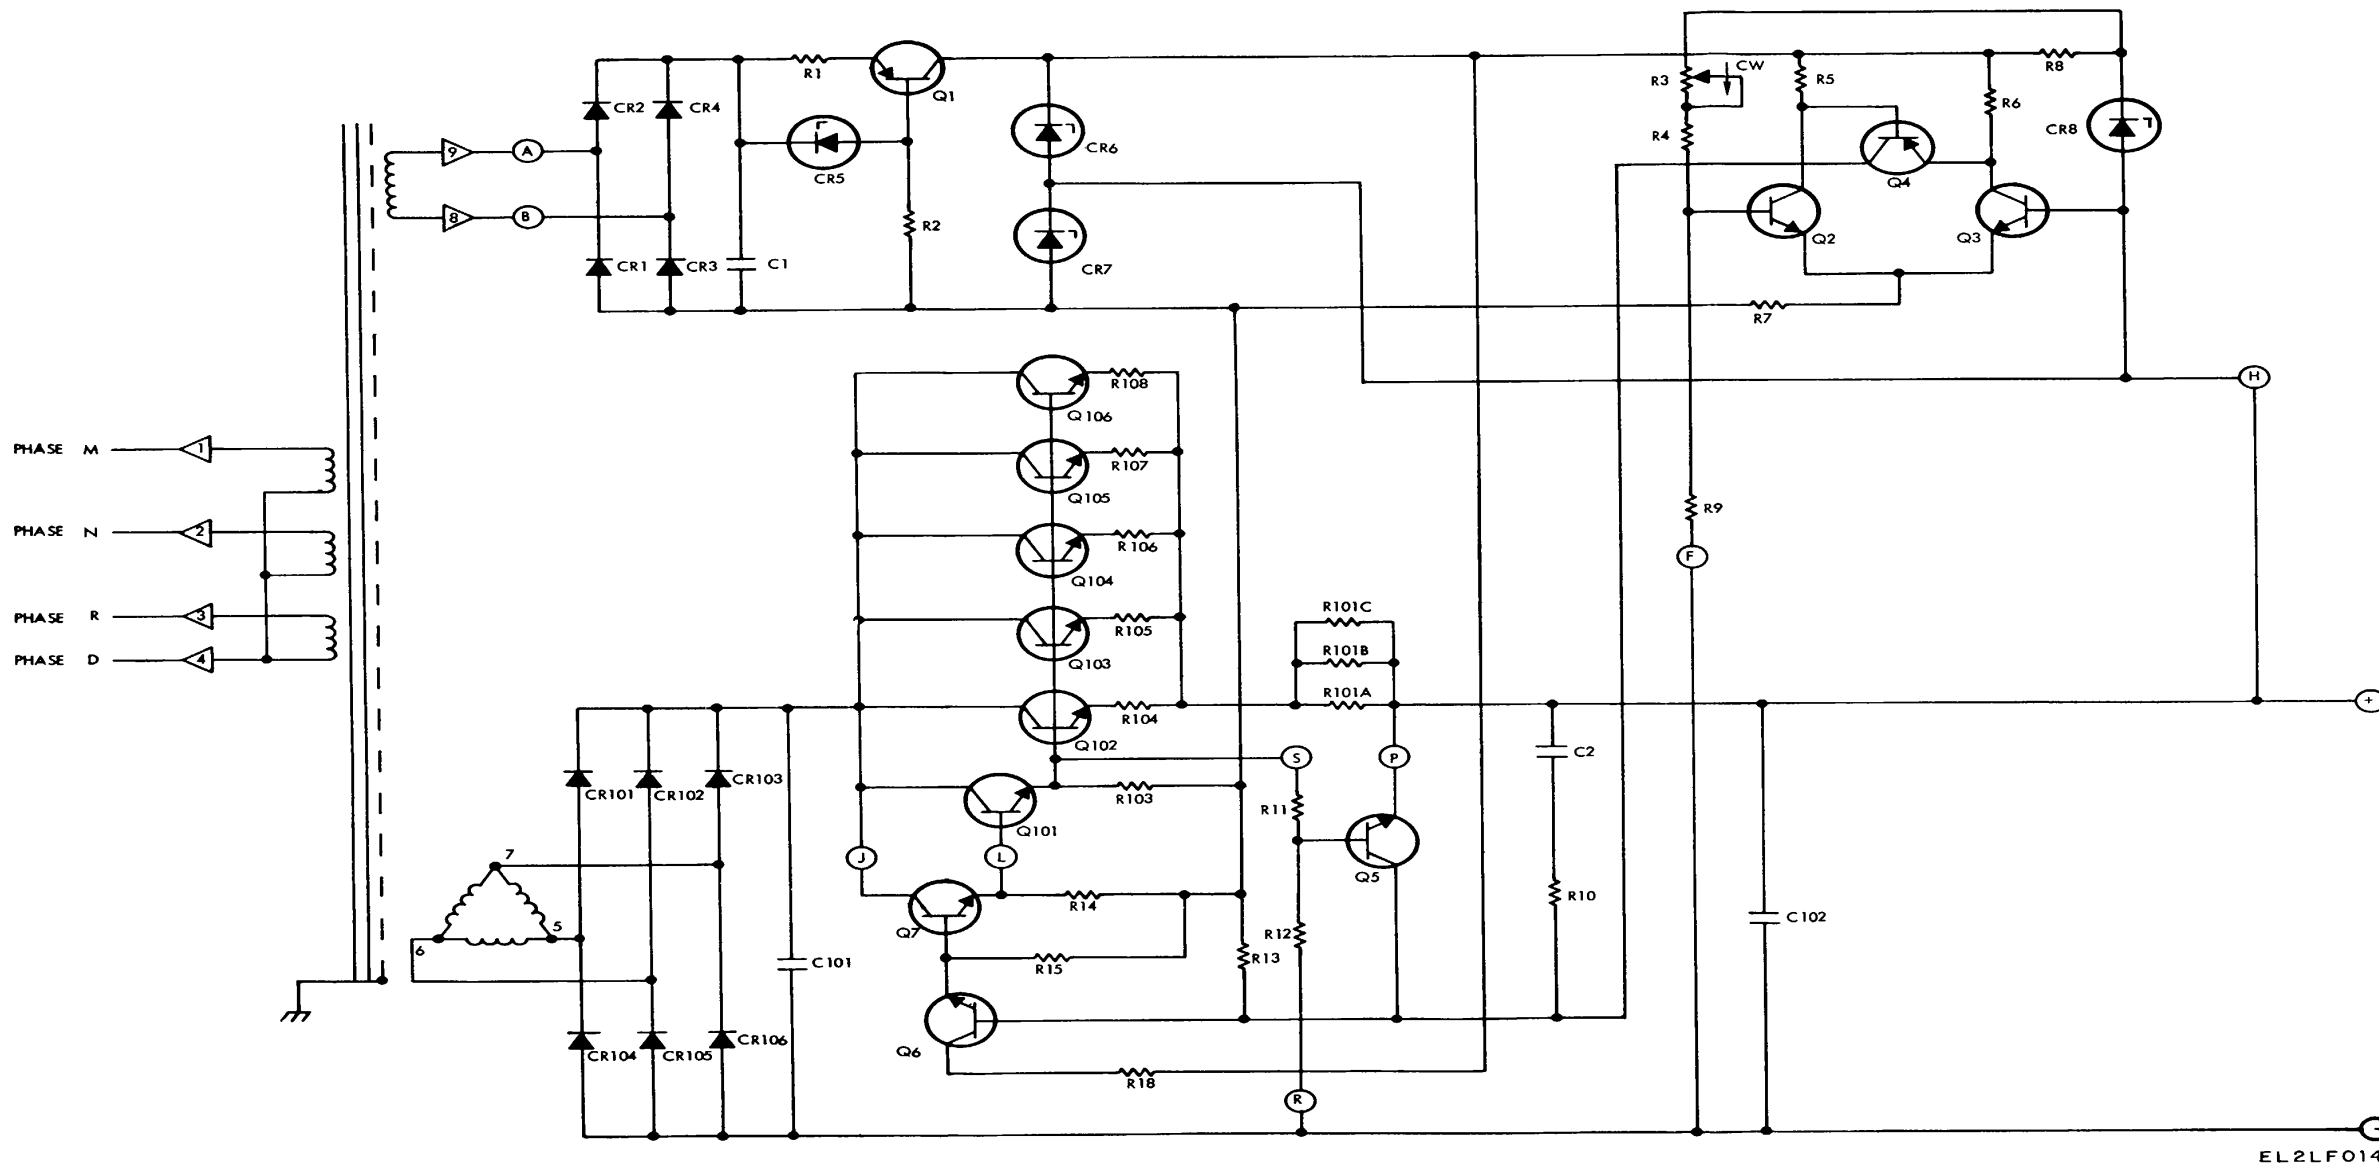 CW
R3
R5
R8
R1
Q1
R6
CR2
CR4
CR8
R4
CR6
9
A
CR5
Q4
8
B
R2
Q2
Q3
CR1
CR3
C1
CR7
R7
R108
H
Q106
PHASE M
1
R107
Q105
R9
PHASE N
2
R106
F
Q104
R101C
PHASE R
3
R105
R101B
PHASE D
4
Q103
R101A
+
R104
Q102
S
P
C2
CR101
CR102
CR103
R103
R11
Q101
7
J
L
Q5
R14
R10
5
Q7
R12
C102
6
R15
R13
C101
CR104
CR105
CR106
Q6
R18
R
-
EL2LF014